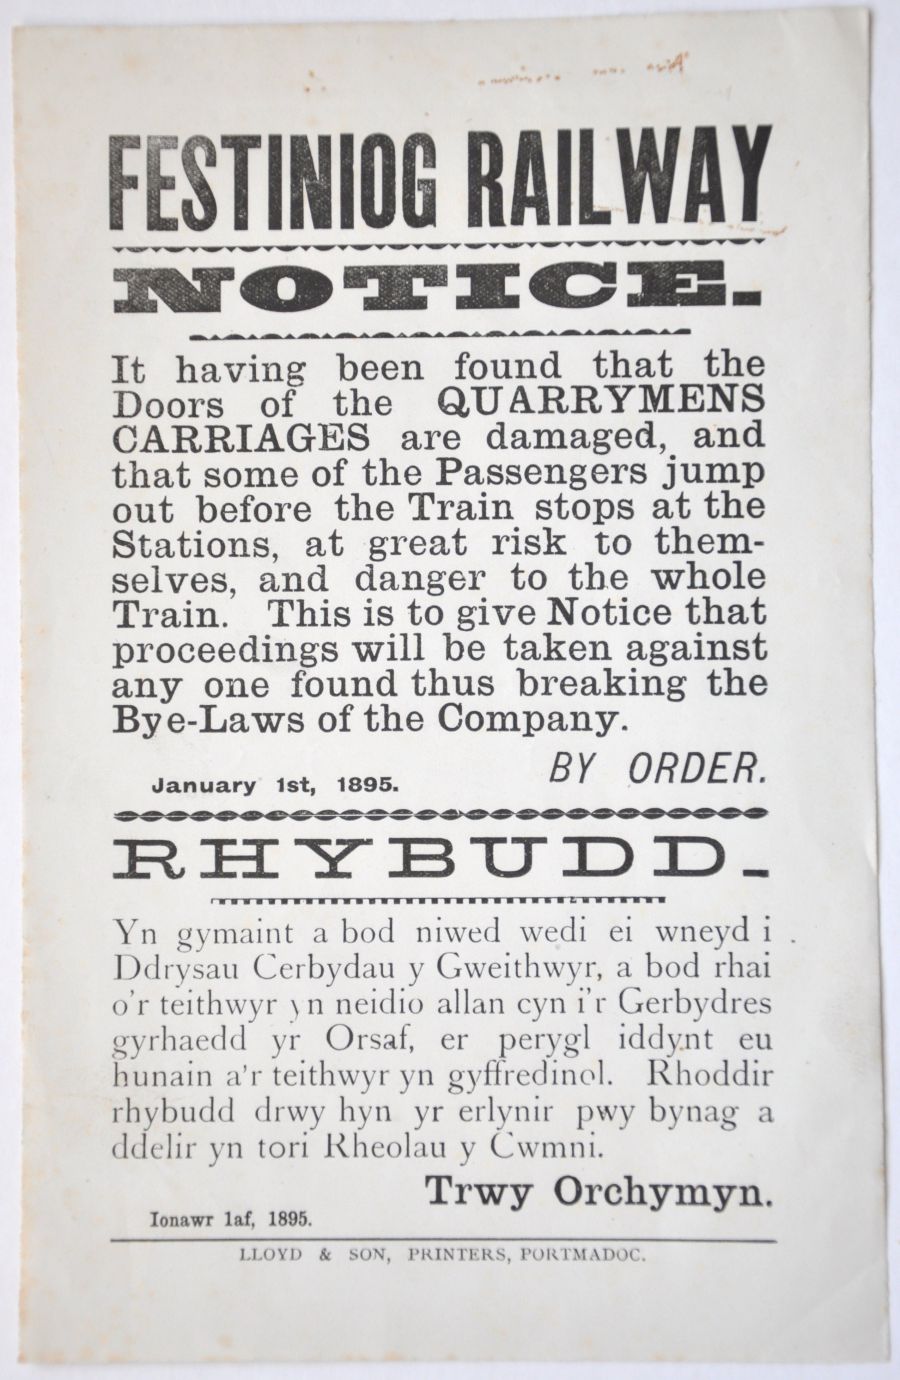 FESTINIOG RAILWAY
NOTICE.
It having been found that the
Doors of the QUARRYMENS
CARRIAGES are damaged, and
that some of the Passengers jump
out before the Train stops at the
Stations, at great risk to them-
selves, and danger to the whole
Train. This is to give Notice that
proceedings will be taken against
any one found thus breaking the
Bye-Laws of the Company.
BY ORDER.
January 1st, 1895.
RHYBUDD.
Yn gymaint a bod niwed wedi ei wneyd i
Ddrysau Cerbydau y Gweithwyr, a bod rhai
o'r teithwyr yn neidio allan cyn i'r Gerbydres
gyrhaedd yr Orsaf, er perygl iddynt eu
hunain a'r teithwyr yn gyffredinol. Rhoddir
rhybudd drwy hyn yr erlynir pwy bynag a
ddelir yn tori Rheolau y Cwmni.
Trwy Orchymyn.
Ionawr 1af, 1895.
LLOYD & SON, PRINTERS, PORTMADOC.